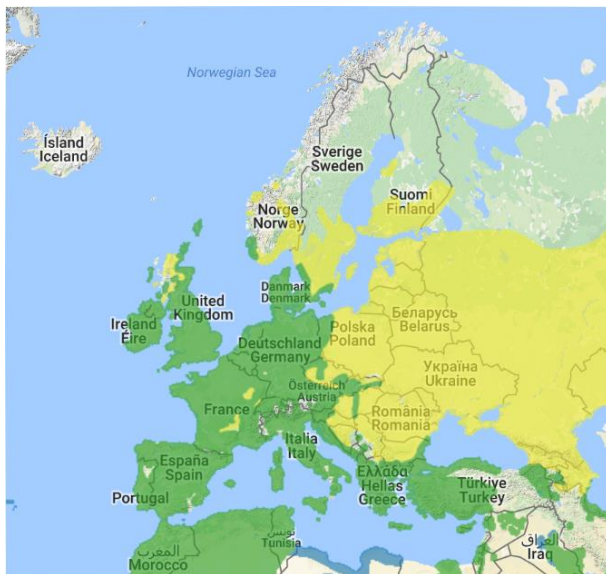 Norwegian Sea
Ísland
Iceland
Sverige
Sweden
Suomi
Finland
Norge
Norway
Danmark
Denmark
United
Kingdom
Ireland
Éire
Беларусь
Belarus
Polska
Poland
Deutschland
Germany
Україна
Ukraine
Österreich
Austria
France
România
Romania
Italia
Italy
España
Spain
Ελλάδα
Hellas
Greece
Türkiye
Turkey
Portugal
تونس
Tunisia
العراق
Iraq
المغرب
Morocco